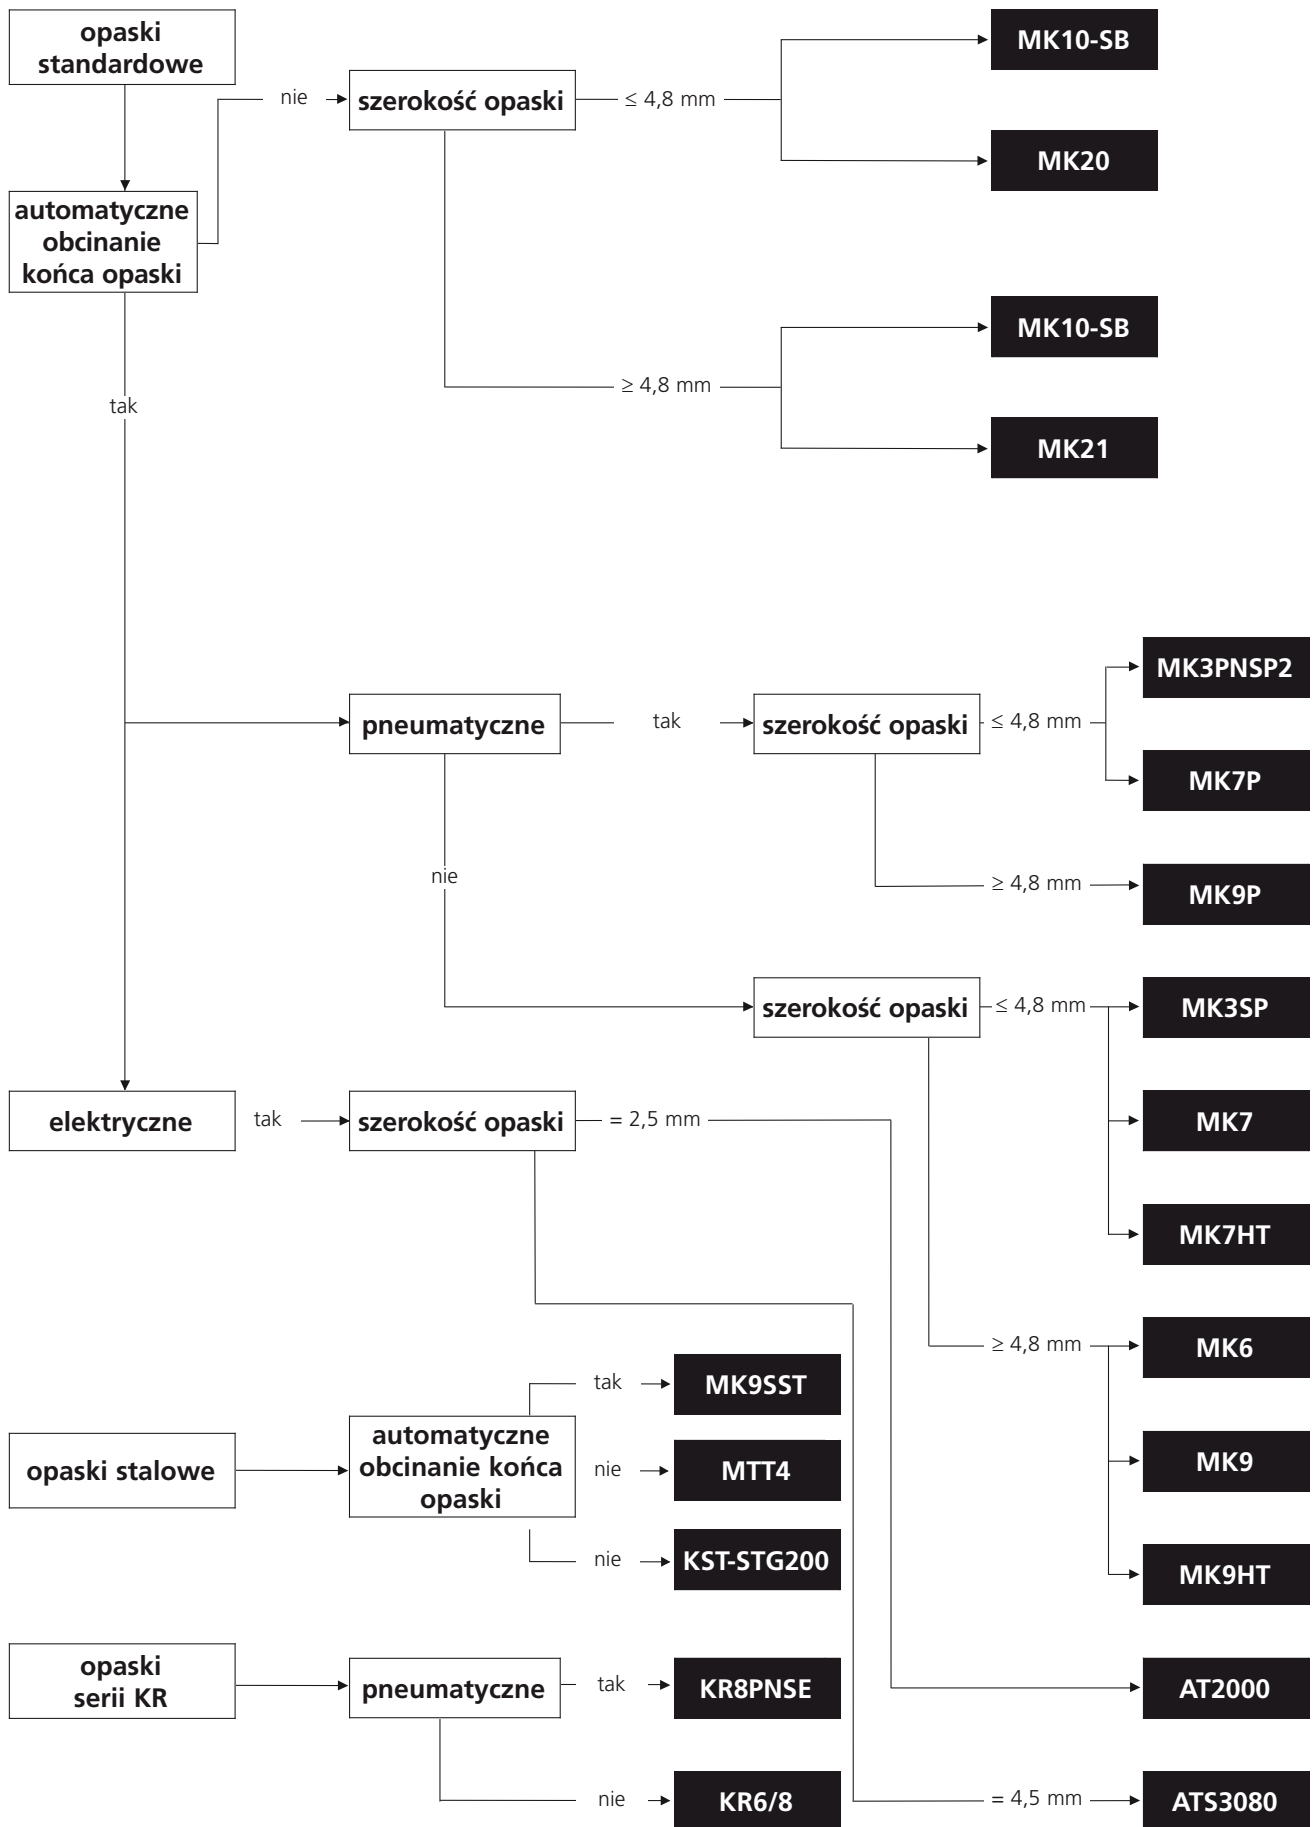 opaski
standardowe
nie
szerokość opaski
≤ 4,8 mm
MK10-SB
MK20
automatyczne
obcinanie
końca opaski
MK10-SB
≥ 4,8 mm
MK21
tak
MK3PNSP2
pneumatyczne
tak
szerokość opaski
≤ 4,8 mm
MK7P
nie
≥ 4,8 mm
MK9P
szerokość opaski
≤ 4,8 mm
MK3SP
elektryczne
tak
szerokość opaski
= 2,5 mm
MK7
MK7HT
≥ 4,8 mm
MK6
tak
MK9SST
opaski stalowe
automatyczne
obcinanie końca
opaski
nie
MTT4
MK9
nie
KST-STG200
MK9HT
opaski
serii KR
pneumatyczne
tak
KR8PNSE
AT2000
nie
KR6/8
= 4,5 mm
ATS3080